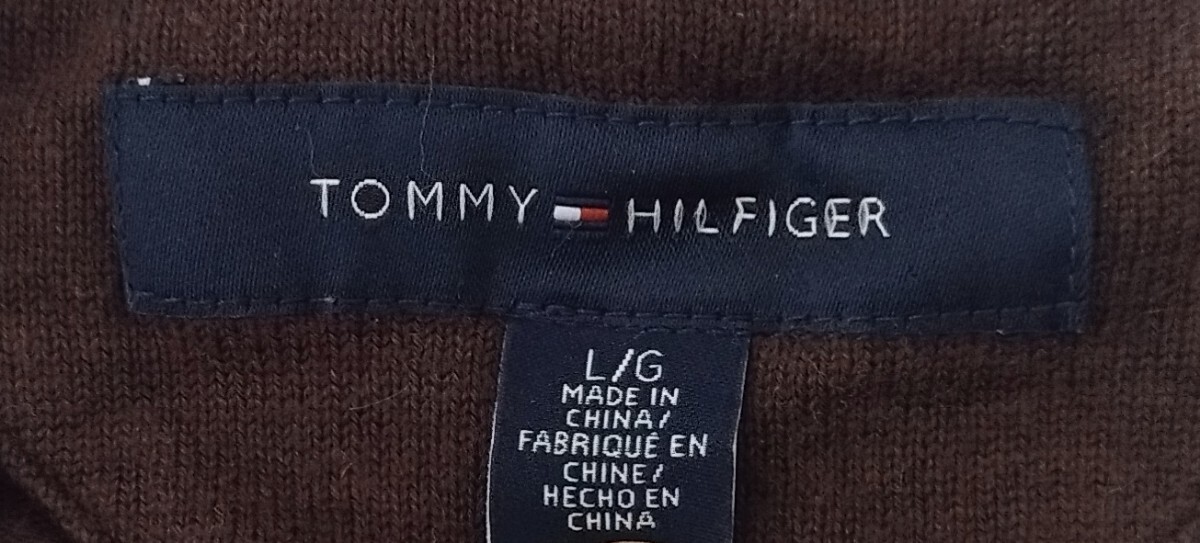 TOMMY HILFIGER
L/G
MADE IN
CHINA/
FABRIQUÉ EN
CHINE/
HECHO EN
CHINA